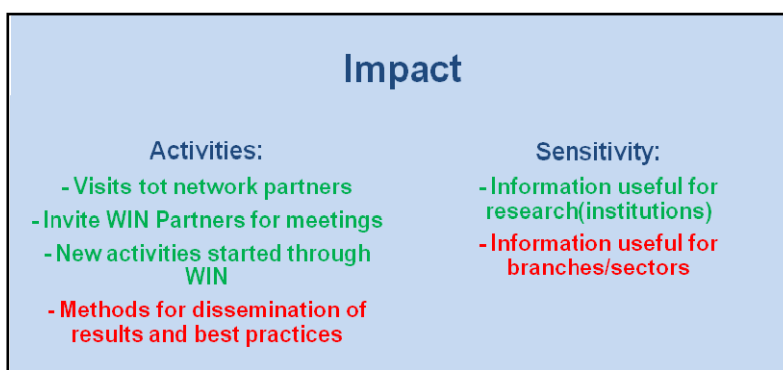 Impact
Activities:
- Visits tot network partners
- Invite WIN Partners for meetings
- New activities started through
WIN
- Methods for dissemination of
results and best practices
Sensitivity:
- Information useful for
research(institutions)
- Information useful for
branches/sectors